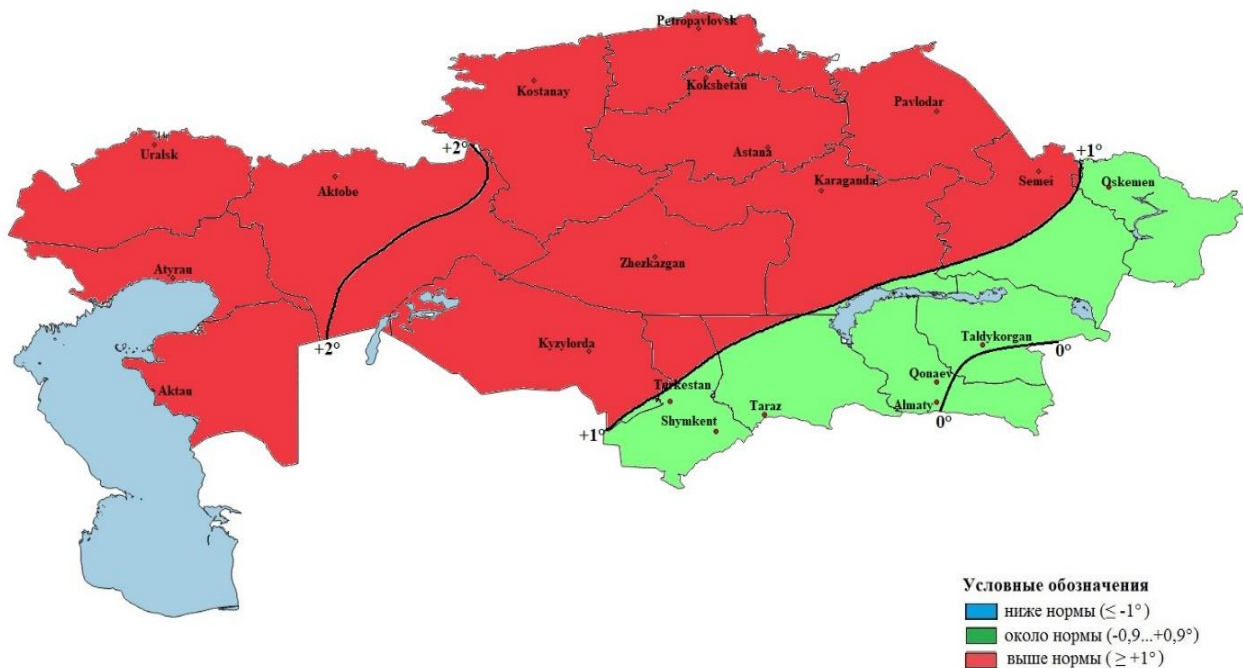 Petropavlovsk
Kostanay
Kokshetau
Pavlodar
Uralsk
+2°
Astana
+1°
Aktobe
Karaganda
Semei
Oskemen
Atyrau
Zhezkazgan
+2°
Kyzylorda
Taldykorgan
0°
Aktau
Turkestan
Qonaev
Taraz
Almaty
Shymkent
+1°
0°
Условные обозначения
ниже нормы (≤ -1°)
около нормы (-0,9...+0,9°)
выше нормы ( ≥ +1°)